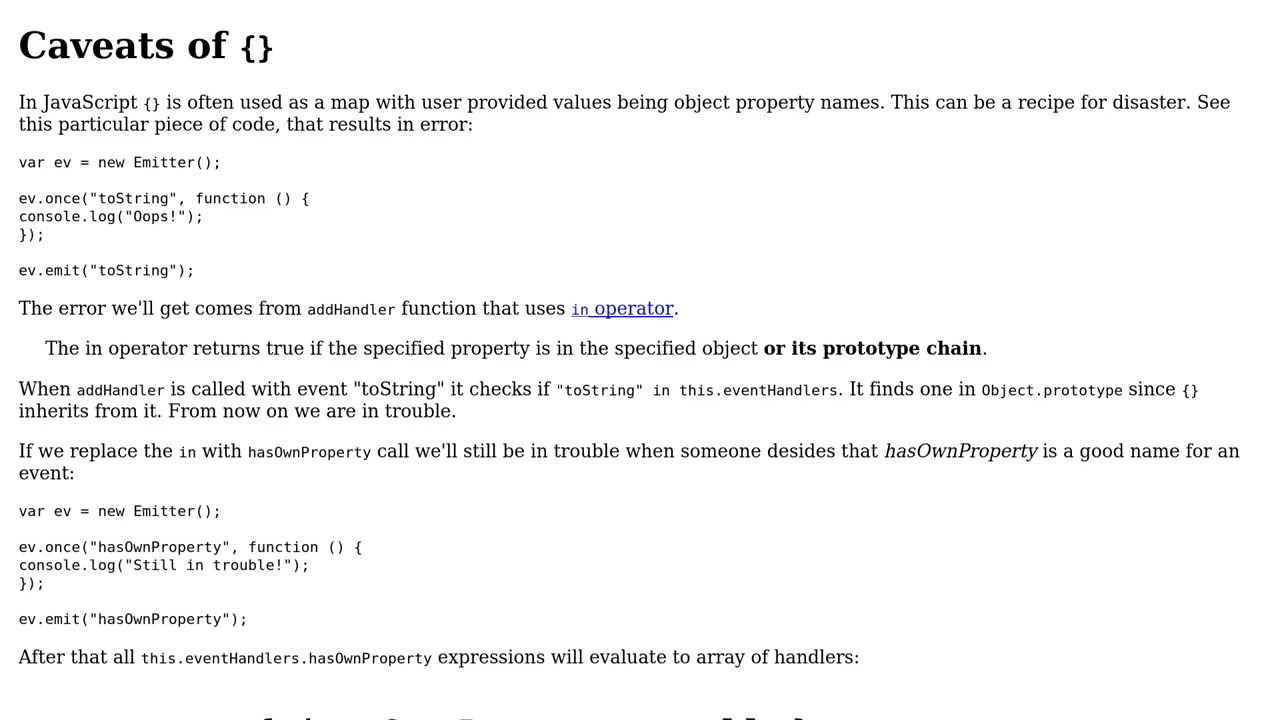 Caveats of {}
In JavaScript {} is often used as a map with user provided values being object property names. This can be a recipe for disaster. See
this particular piece of code, that results in error:
var ev = new Emitter();
ev.once("toString", function () {
console.log("Oops!");
});
ev.emit("toString");
The error we'll get comes from addHandler function that uses in operator.
The in operator returns true if the specified property is in the specified object or its prototype chain.
When addHandler is called with event "toString" it checks if "toString" in this.eventHandlers. It finds one in Object.prototype since {}
inherits from it. From now on we are in trouble.
If we replace the in with hasOwnProperty call we'll still be in trouble when someone desides that hasOwnProperty is a good name for an
event:
var ev = new Emitter();
ev.once("hasOwnProperty", function () {
console.log("Still in trouble!");
});
ev.emit("hasOwnProperty");
After that all this.eventHandlers.hasOwnProperty expressions will evaluate to array of handlers: